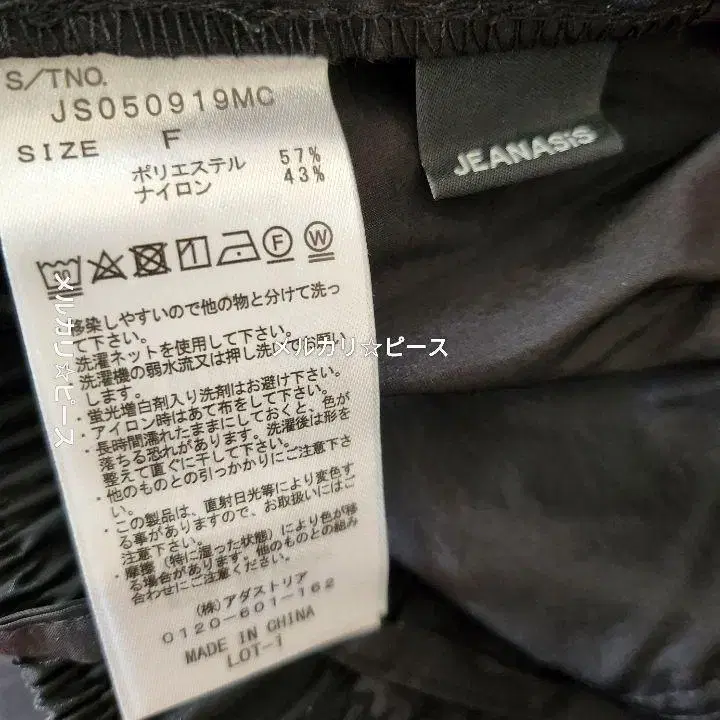 S/TNO.
JS050919MC
SIZE F
ポリエステル 57%
ナイロン 43%
F
W
移染しやすいので他の物と分けて洗っ
て下さい。
洗濯ネットを使用して下さい。
洗濯機の弱水流又は押し洗いでお願い
します。
・蛍光増白剤入り洗剤はお避け下さい。
・アイロン時はあて布をして下さい。
・長時間濡れたままにしておくと、色が
落ちる恐れがあります。洗濯後は形を
整えて直ぐに干して下さい。
・他のものとの引っかかりにご注意下さ
い。
・この製品は、直射日光等により変色す
る事がありますので、お取扱いにはご
注意下さい。
・摩擦(特に湿った状態)により色が移
る場合があります。他のものとの組み
合わせにご注意ください。
(株)アダストリア
0120-601-162
MADE IN CHINA
LOT-i
JEANASiS
メルカリ☆ピース
メルカリ☆ピース